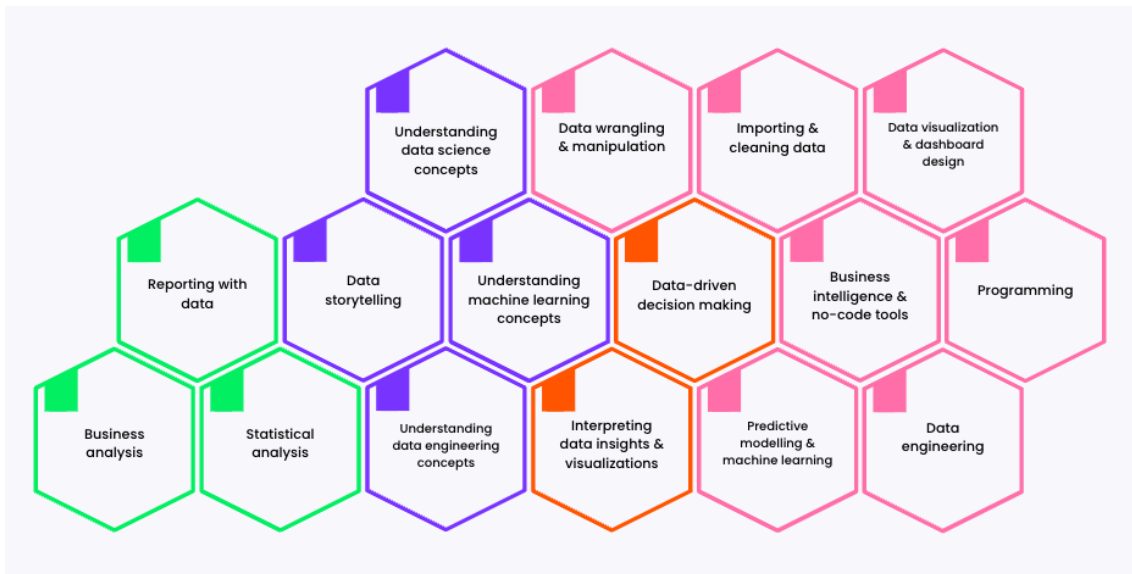 Understanding
data science
concepts
Data wrangling
& manipulation
Importing &
cleaning data
Data visualization
& dashboard
design
Reporting with
data
Data
storytelling
Understanding
machine learning
concepts
Data-driven
decision making
Business
intelligence &
no-code tools
Programming
Business
analysis
Statistical
analysis
Understanding
data engineering
concepts
Interpreting
data insights &
visualizations
Predictive
modelling &
machine learning
Data
engineering